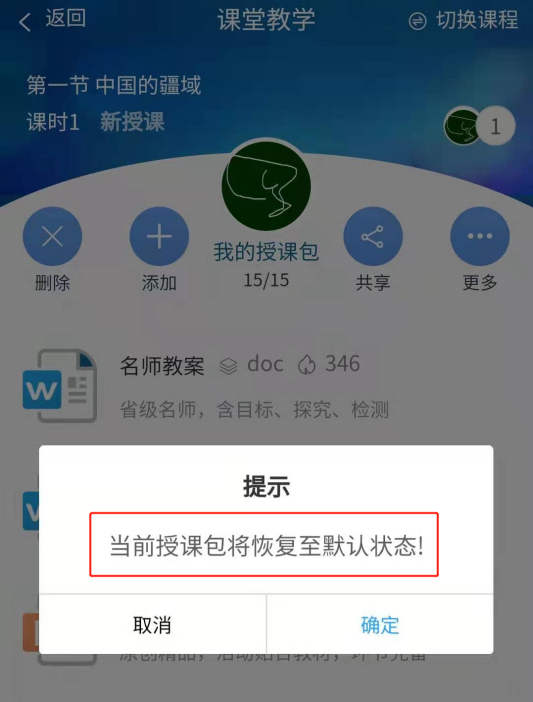 返回
课堂教学
切换课程
第一节 中国的疆域
课时1 新授课
1
我的授课包
15/15
删除
添加
共享
更多
名师教案 doc 346
W
省级名师，含目标、探究、检测
提示
当前授课包将恢复至默认状态!
取消
确定